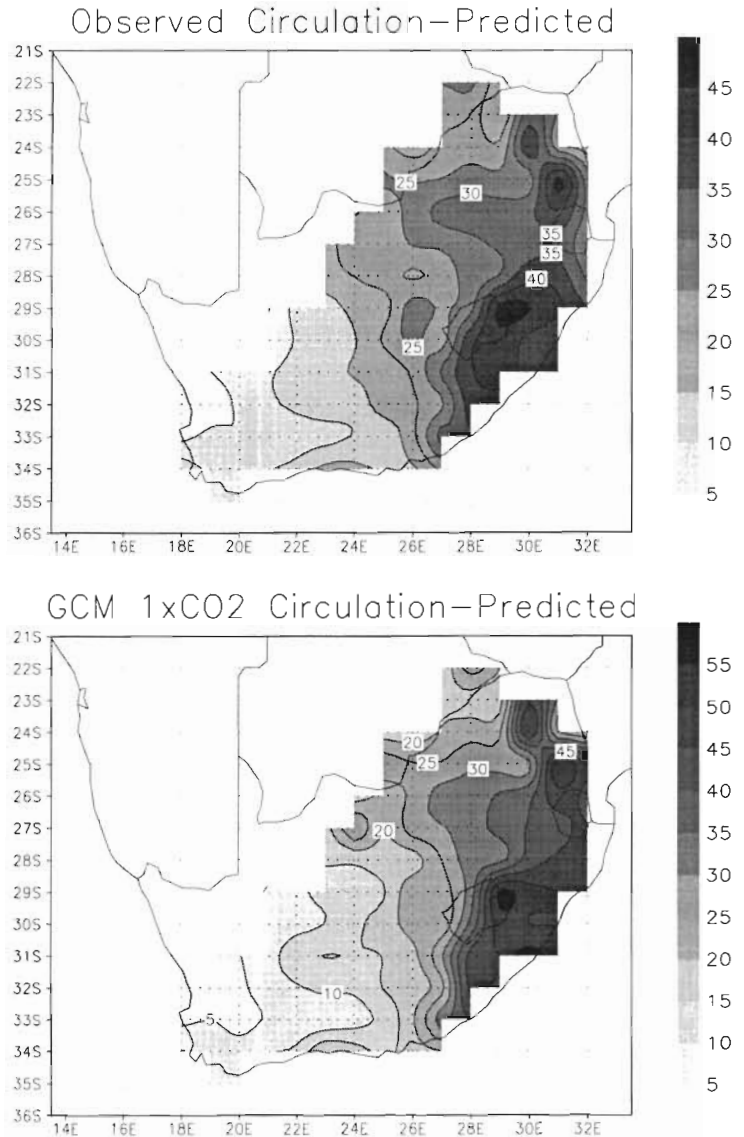 Observed Circulation-Predicted
21S
22S
23S
24S
25S
26S
27S
28S
29S
30S
31S
32S
33S
34S
35S
36S
14E 16E 18E 20E 22E 24E 26E 28E 30E 32E
25
30
35
35
40
25
45
40
35
30
25
20
15
10
5
GCM 1xCO2 Circulation-Predicted
21S
22S
23S
24S
25S
26S
27S
28S
29S
30S
31S
32S
33S
34S
35S
36S
14E 16E 18E 20E 22E 24E 26E 28E 30E 32E
20
45
25
30
20
10
5
55
50
45
40
35
30
25
20
15
10
5